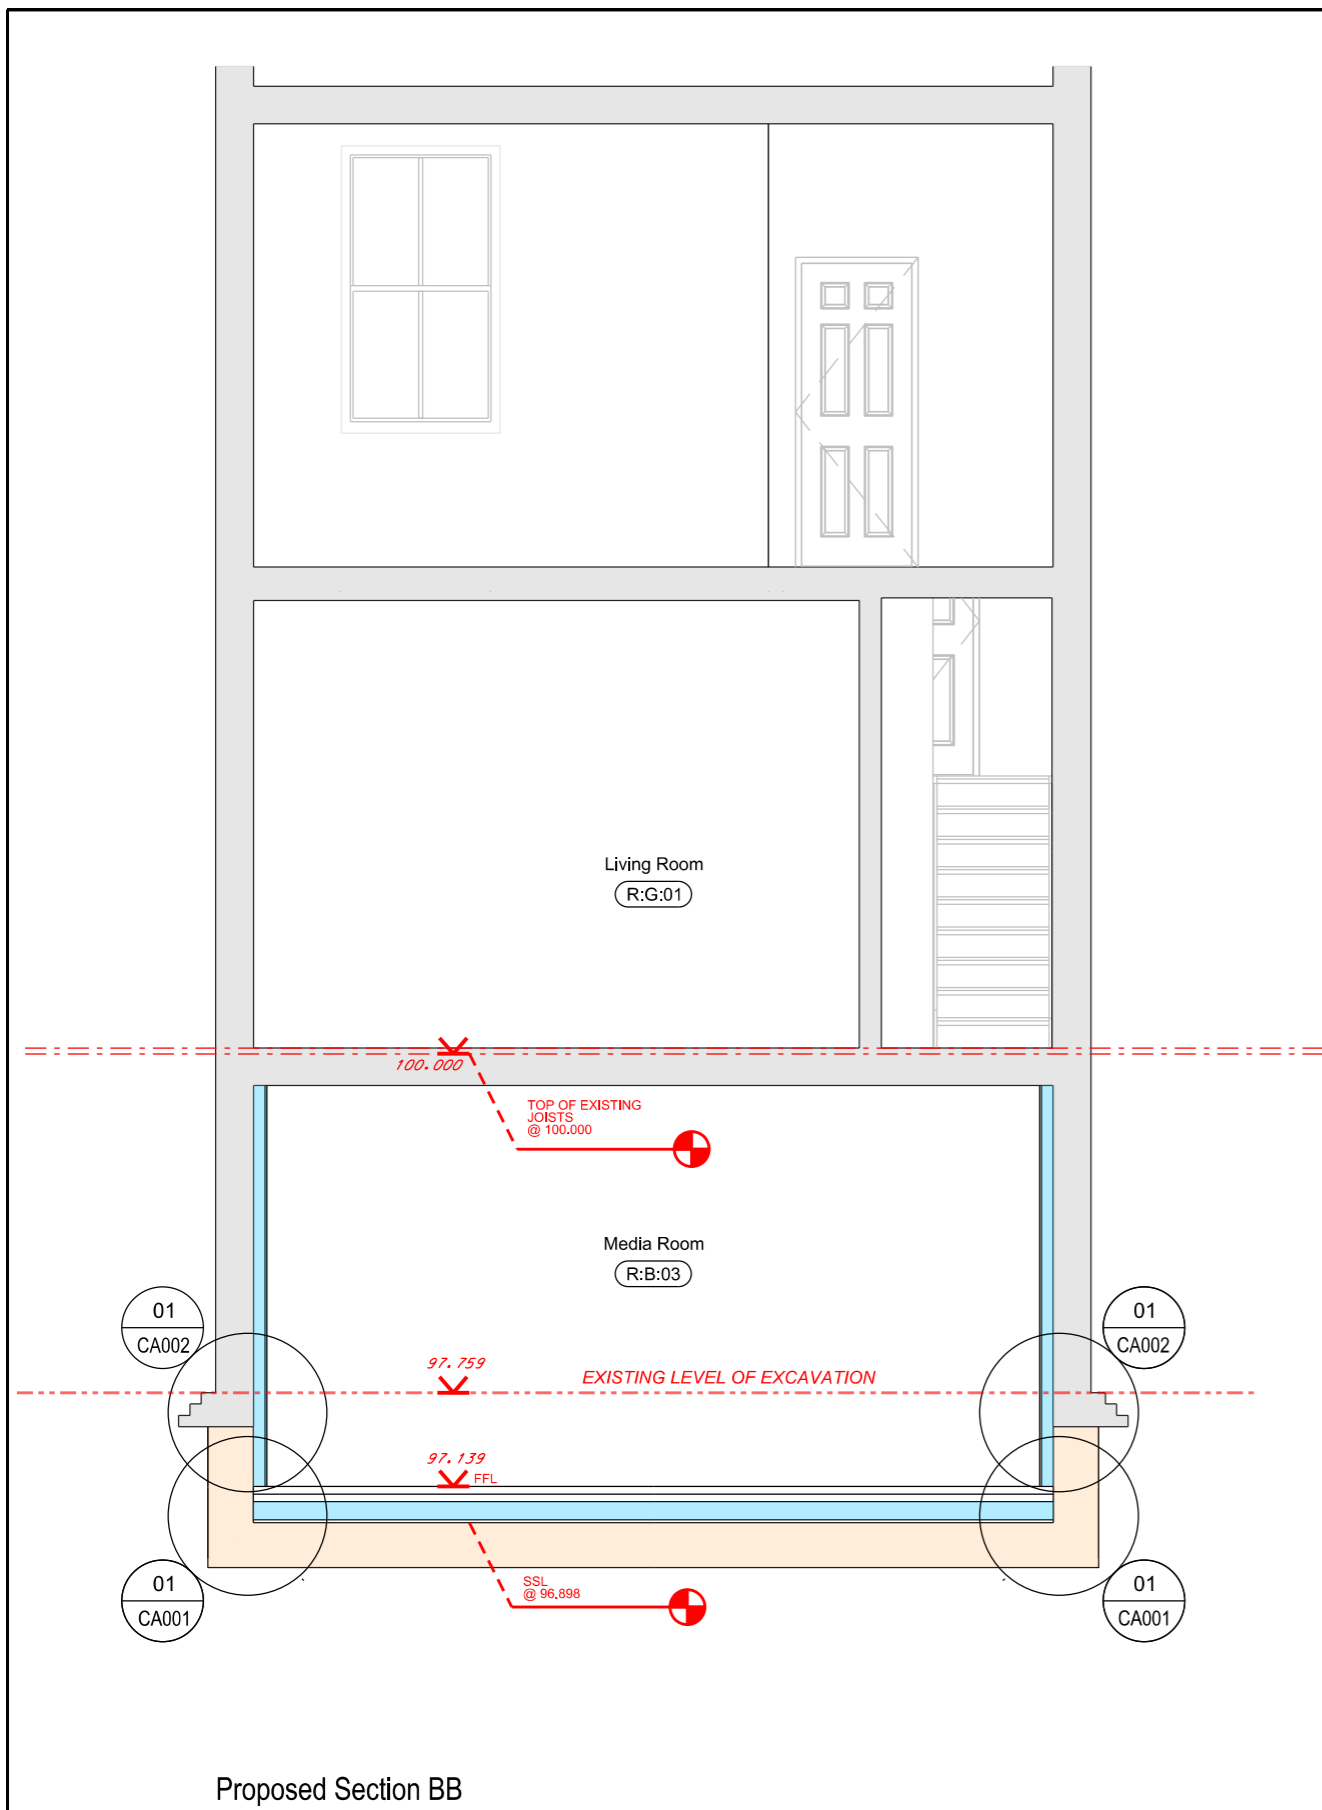 Living Room
R:G:01
100.000
TOP OF EXISTING
JOISTS
@ 100.000
Media Room
R:B:03
01
CA002
01
CA002
97.759
EXISTING LEVEL OF EXCAVATION
97.139
FFL
SSL
@ 96.898
01
CA001
01
CA001
Proposed Section BB